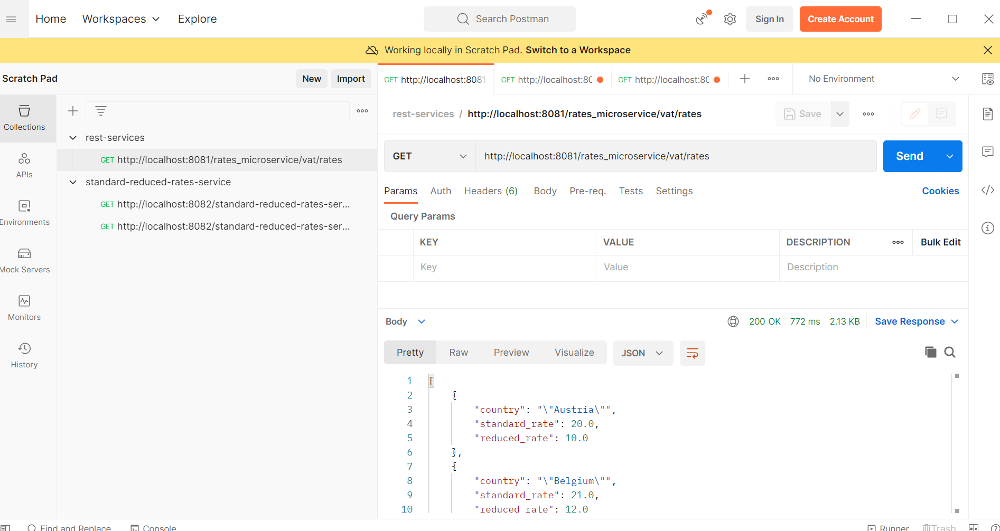 Home Workspaces Explore Search Postman Sign In Create Account
Working locally in Scratch Pad. Switch to a Workspace
Scratch Pad New Import
GET http://localhost:8081 GET http://localhost:80 GET http://localhost:80 No Environment
Collections
APIs
Environments
Mock Servers
Monitors
History
rest-services
GET http://localhost:8081/rates_microservice/vat/rates
standard-reduced-rates-service
GET http://localhost:8082/standard-reduced-rates-ser...
GET http://localhost:8082/standard-reduced-rates-ser...
rest-services / http://localhost:8081/rates_microservice/vat/rates Save
GET http://localhost:8081/rates_microservice/vat/rates Send
Params Auth Headers (6) Body Pre-req. Tests Settings Cookies
Query Params
KEY VALUE DESCRIPTION Bulk Edit
Key Value Description
Body 200 OK 772 ms 2.13 KB Save Response
Pretty Raw Preview Visualize JSON
1 [
2 {
3 "country": "\"Austria\"",
4 "standard_rate": 20.0,
5 "reduced_rate": 10.0
6 },
7 {
8 "country": "\"Belgium\"",
9 "standard_rate": 21.0,
10 "reduced_rate": 12.0
Find and Replace Console Runner Trash